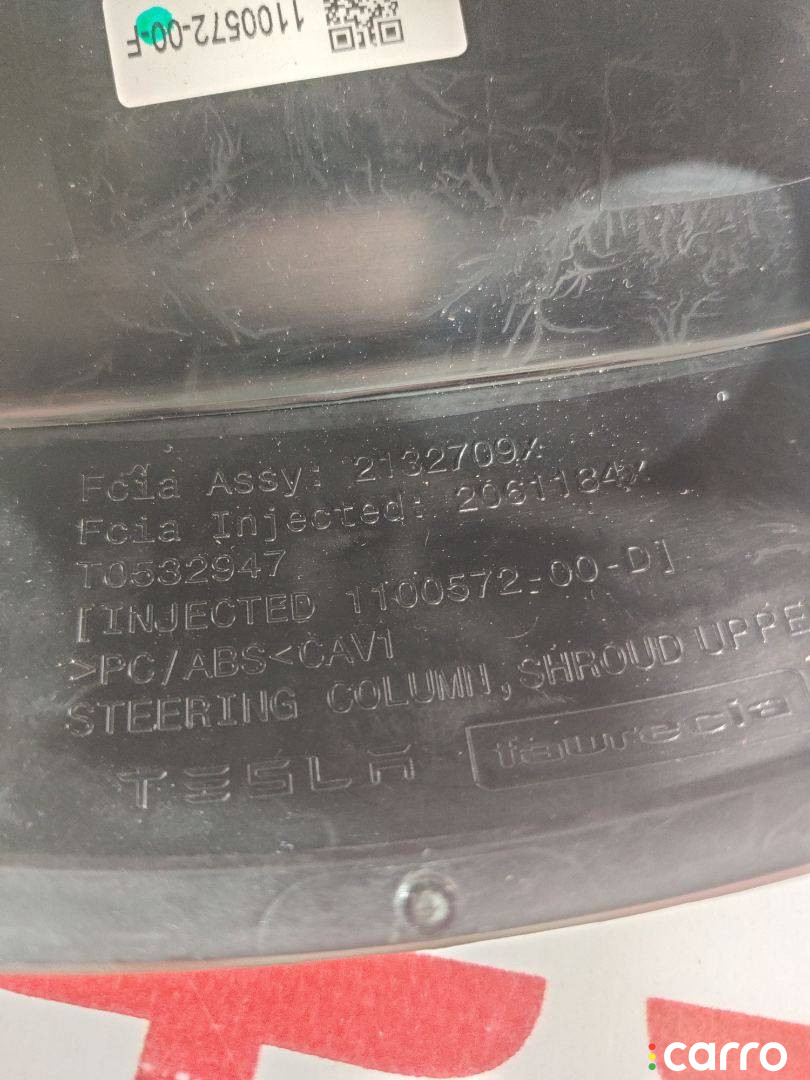 1100572-00-F
Fcia Assy: 2132709X
Fcia Injected: 2061184X
T0532947
[INJECTED 1100572-00-D]
>PC/ABS<CAV1
STEERING COLUMN, SHROUD UPPE
TESLA faurecia
carro